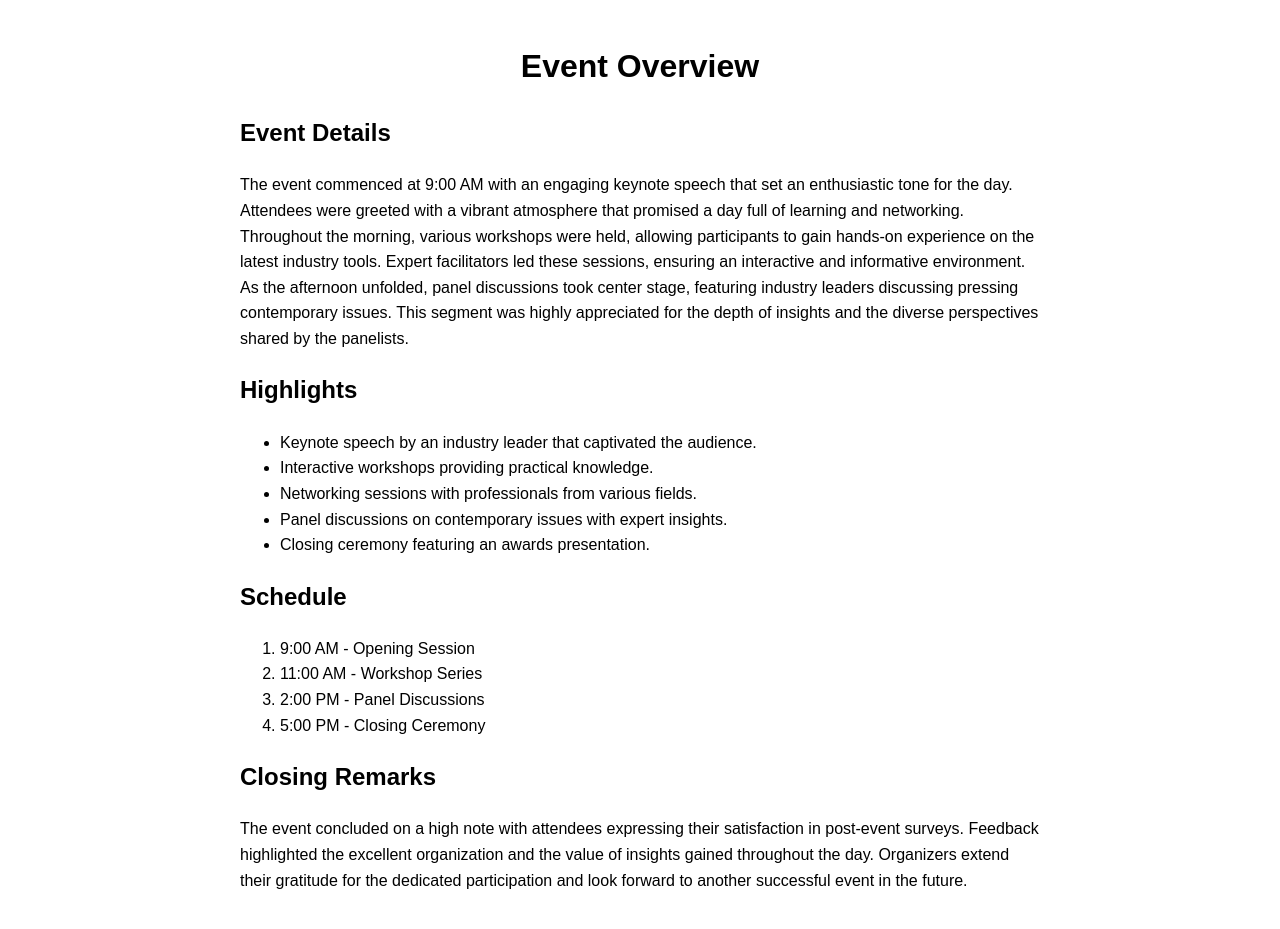 Event Overview
Event Details
The event commenced at 9:00 AM with an engaging keynote speech that set an enthusiastic tone for the day.
Attendees were greeted with a vibrant atmosphere that promised a day full of learning and networking.
Throughout the morning, various workshops were held, allowing participants to gain hands-on experience on the
latest industry tools. Expert facilitators led these sessions, ensuring an interactive and informative environment.
As the afternoon unfolded, panel discussions took center stage, featuring industry leaders discussing pressing
contemporary issues. This segment was highly appreciated for the depth of insights and the diverse perspectives
shared by the panelists.
Highlights
• Keynote speech by an industry leader that captivated the audience.
• Interactive workshops providing practical knowledge.
• Networking sessions with professionals from various fields.
• Panel discussions on contemporary issues with expert insights.
• Closing ceremony featuring an awards presentation.
Schedule
1. 9:00 AM - Opening Session
2. 11:00 AM - Workshop Series
3. 2:00 PM - Panel Discussions
4. 5:00 PM - Closing Ceremony
Closing Remarks
The event concluded on a high note with attendees expressing their satisfaction in post-event surveys. Feedback
highlighted the excellent organization and the value of insights gained throughout the day. Organizers extend
their gratitude for the dedicated participation and look forward to another successful event in the future.